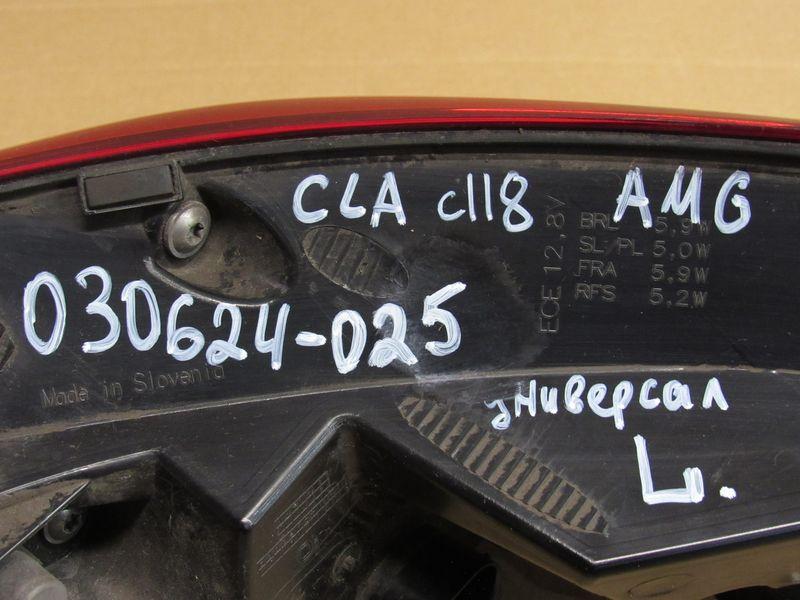 CLA c118 AMG
BRL 5,9W
SL/PL 5,0W
FRA 5,9W
RFS 5,2W
ECE 12,8V
030624-025
Made in Slovenia
универсал
L.